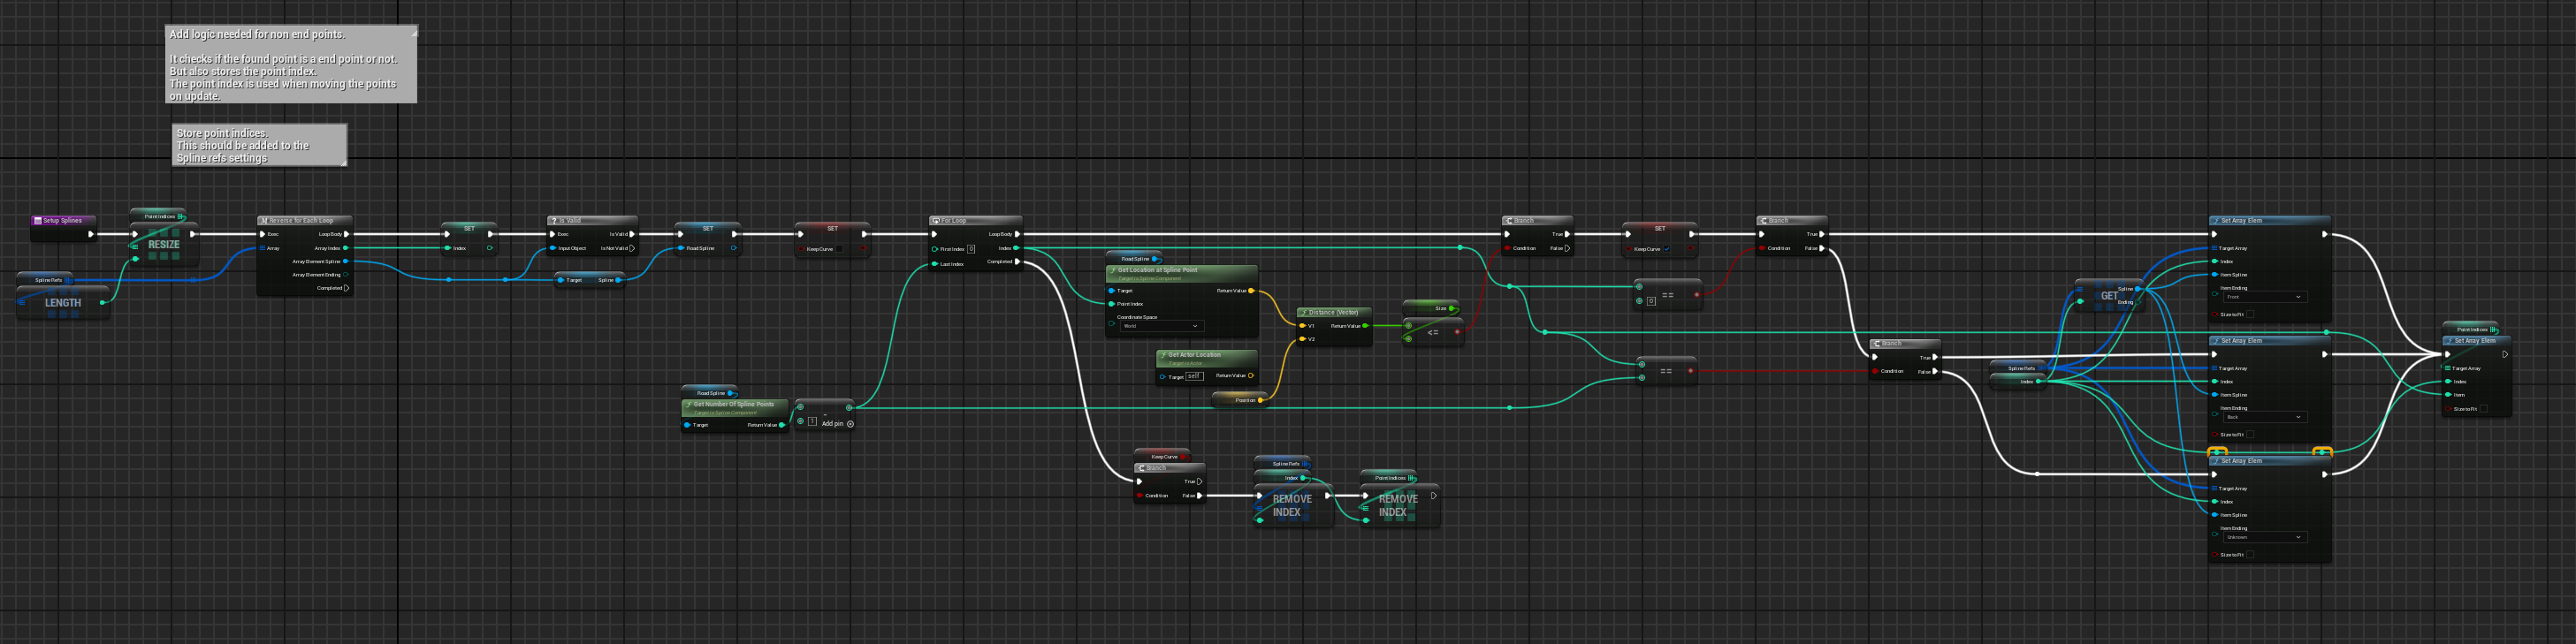 Add logic needed for non end points.
It checks if the found point is a end point or not.
But also stores the point index.
The point index is used when moving the points
on update.
Store point indices.
This should be added to the
Spline refs settings
Setup Splines
Point Indices
RESIZE
Spline Refs
LENGTH
Reverse for Each Loop
Exec
Loop Body
Array
Array Index
Array Element Spline
Array Element Ending
Completed
SET
Index
Is Valid
Exec
Is Valid
Input Object
Is Not Valid
Target
Spline
SET
Road Spline
SET
Keep Curve
Road Spline
Get Number Of Spline Points
Target is Spline Component
Target
Return Value
1
Add pin
For Loop
Loop Body
First Index
0
Index
Last Index
Completed
Road Spline
Get Location at Spline Point
Target is Spline Component
Target
Return Value
Point Index
Coordinate Space
World
Get Actor Location
Target is Actor
Target
self
Return Value
Position
Distance (Vector)
V1
Return Value
V2
Size
<=
Keep Curve
Branch
True
Condition
False
Spline Refs
Index
REMOVE
INDEX
Point Indices
REMOVE
INDEX
Branch
True
Condition
False
SET
Keep Curve
==
0
==
Branch
True
Condition
False
Branch
True
Condition
False
Spline Refs
Index
GET
Spline
Ending
Set Array Elem
Target Array
Index
Item Spline
Item Ending
Front
Size to Fit
Set Array Elem
Target Array
Index
Item Spline
Item Ending
Back
Size to Fit
Set Array Elem
Target Array
Index
Item Spline
Item Ending
Unknown
Size to Fit
Point Indices
Set Array Elem
Target Array
Index
Item
Size to Fit